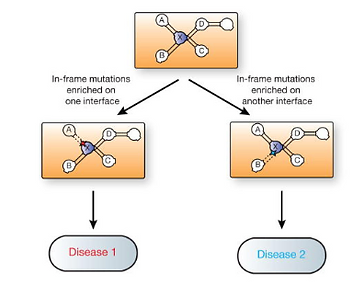 A D
X
B C
In-frame mutations
enriched on
one interface
In-frame mutations
enriched on
another interface
A D
X
B C
A D
X
B C
Disease 1
Disease 2